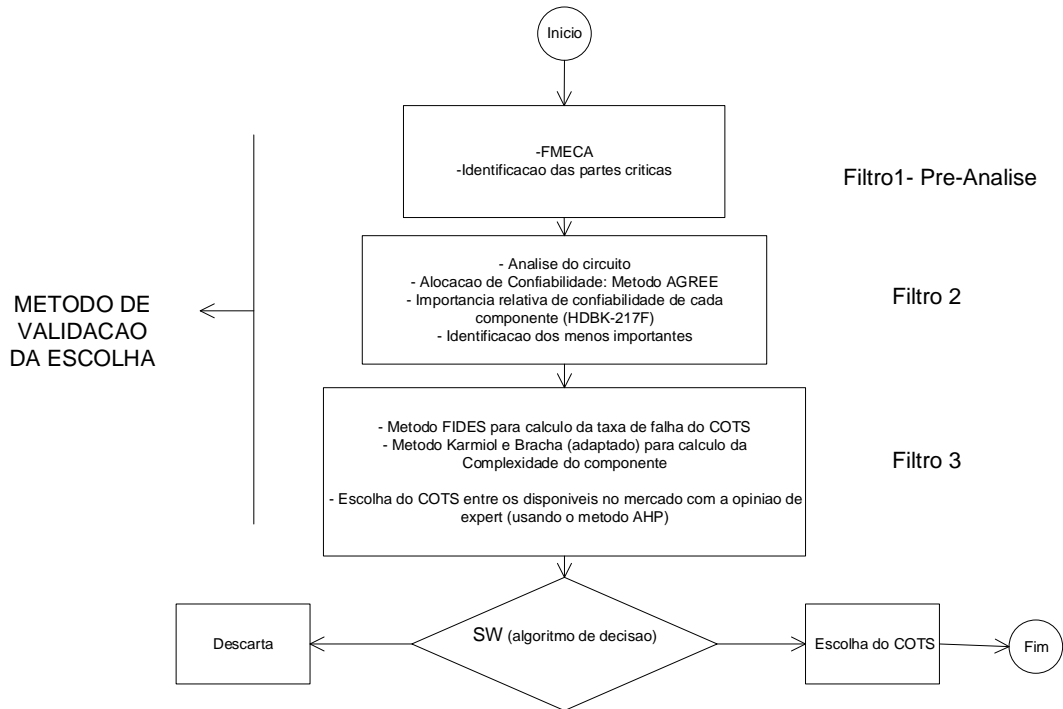 Inicio
-FMECA
-Identificacao das partes criticas
Filtro1- Pre-Analise
- Analise do circuito
- Alocacao de Confiabilidade: Metodo AGREE
- Importancia relativa de confiabilidade de cada
componente (HDBK-217F)
- Identificacao dos menos importantes
Filtro 2
METODO DE
VALIDACAO
DA ESCOLHA
- Metodo FIDES para calculo da taxa de falha do COTS
- Metodo Karmiol e Bracha (adaptado) para calculo da
Complexidade do componente
- Escolha do COTS entre os disponiveis no mercado com a opiniao de
expert (usando o metodo AHP)
Filtro 3
SW (algoritmo de decisao)
Descarta
Escolha do COTS
Fim